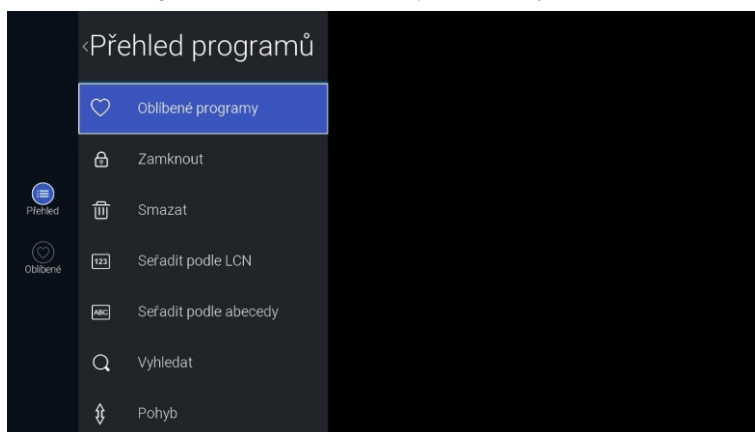 ‹Přehled programů
Oblíbené programy
Zamknout
Přehled
Smazat
Oblíbené
123
Seřadit podle LCN
ABC
Seřadit podle abecedy
Vyhledat
Pohyb